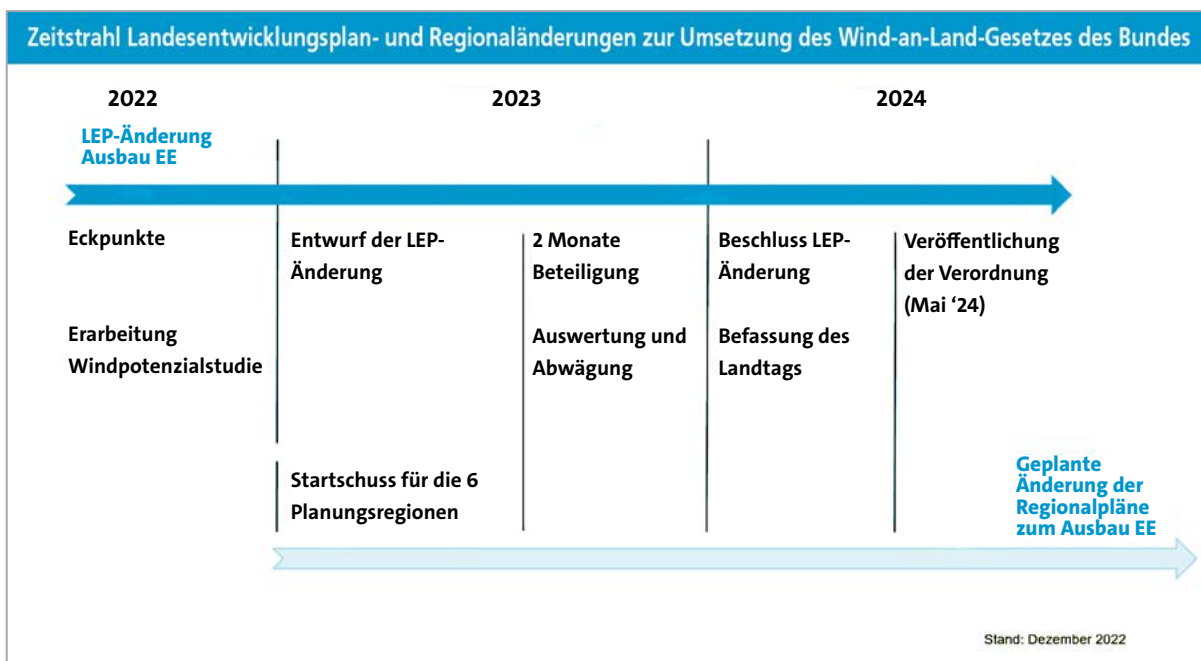 Zeitstrahl Landesentwicklungsplan- und Regionaländerungen zur Umsetzung des Wind-an-Land-Gesetzes des Bundes
2022
2023
2024
LEP-Änderung
Ausbau EE
Eckpunkte
Erarbeitung
Windpotenzialstudie
Entwurf der LEP-
Änderung
2 Monate
Beteiligung
Auswertung und
Abwägung
Beschluss LEP-
Änderung
Befassung des
Landtags
Veröffentlichung
der Verordnung
(Mai ‘24)
Startschuss für die 6
Planungsregionen
Geplante
Änderung der
Regionalpläne
zum Ausbau EE
Stand: Dezember 2022